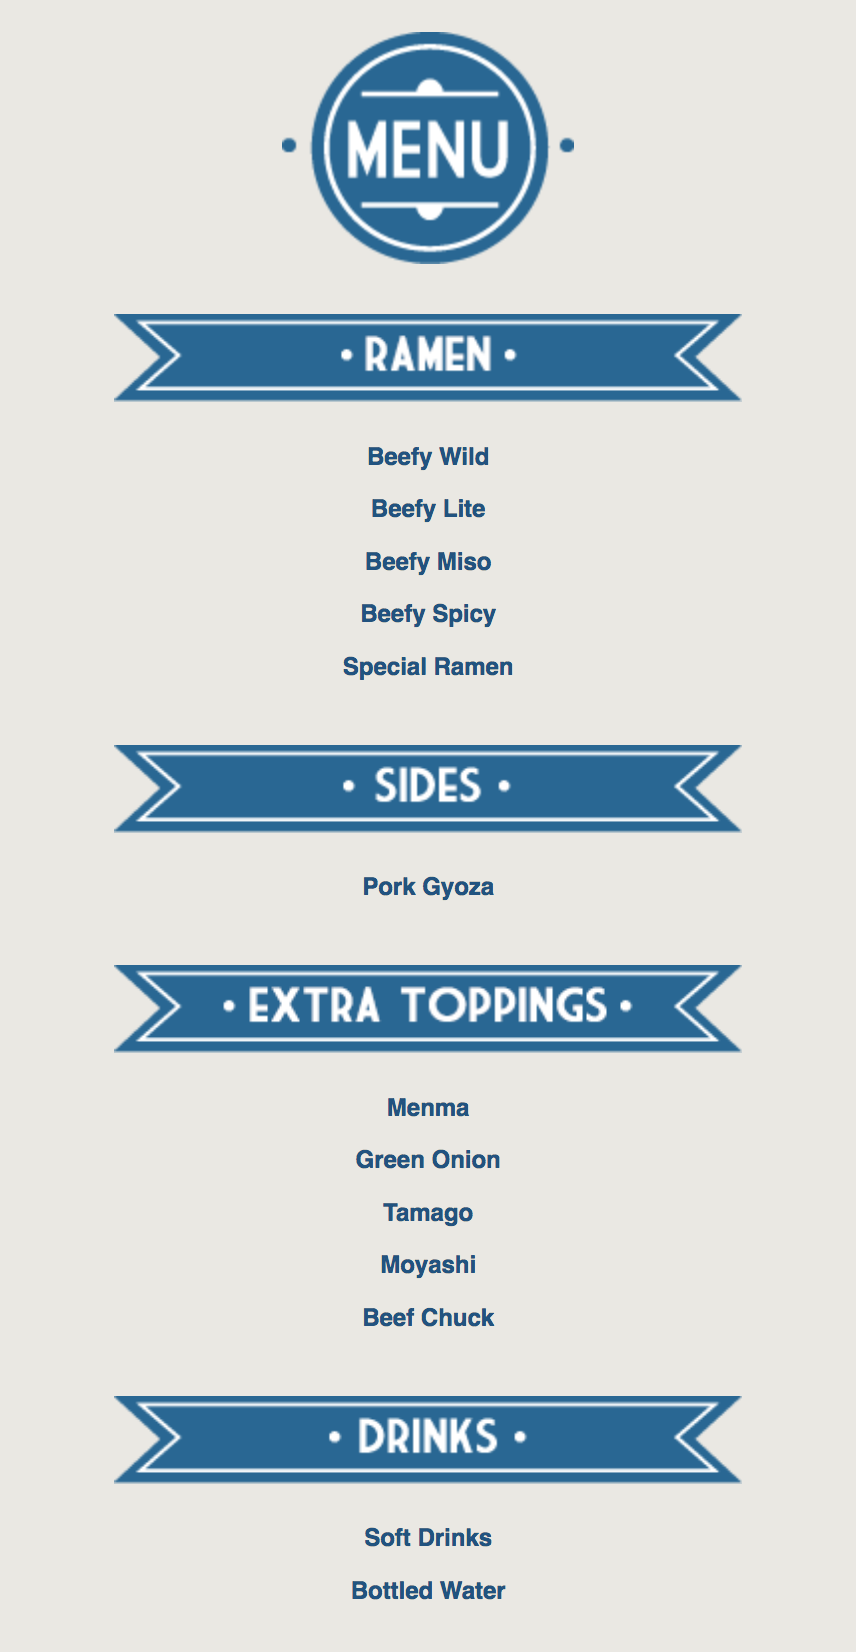 MENU
• RAMEN •
Beefy Wild
Beefy Lite
Beefy Miso
Beefy Spicy
Special Ramen
• SIDES •
Pork Gyoza
• EXTRA TOPPINGS •
Menma
Green Onion
Tamago
Moyashi
Beef Chuck
• DRINKS •
Soft Drinks
Bottled Water